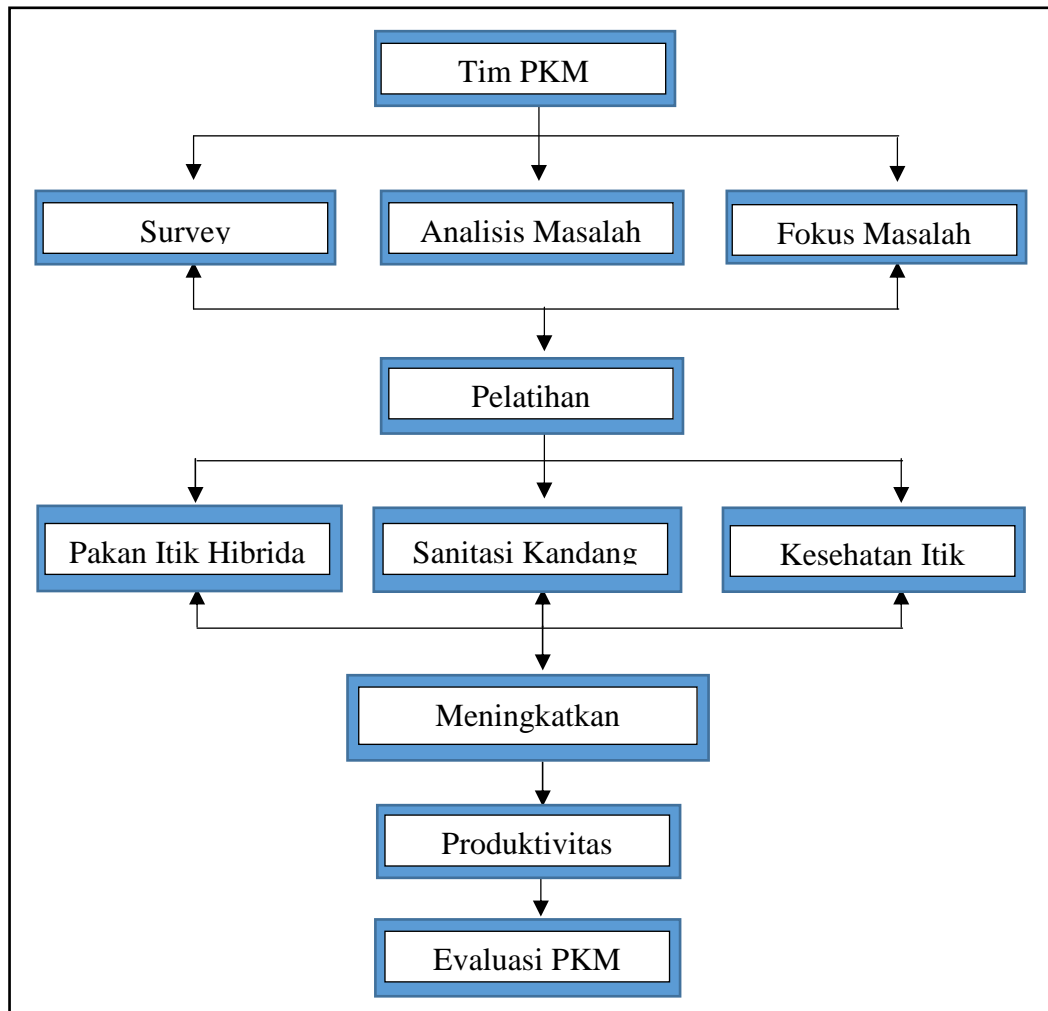 Tim PKM
Survey
Analisis Masalah
Fokus Masalah
Pelatihan
Pakan Itik Hibrida
Sanitasi Kandang
Kesehatan Itik
Meningkatkan
Produktivitas
Evaluasi PKM